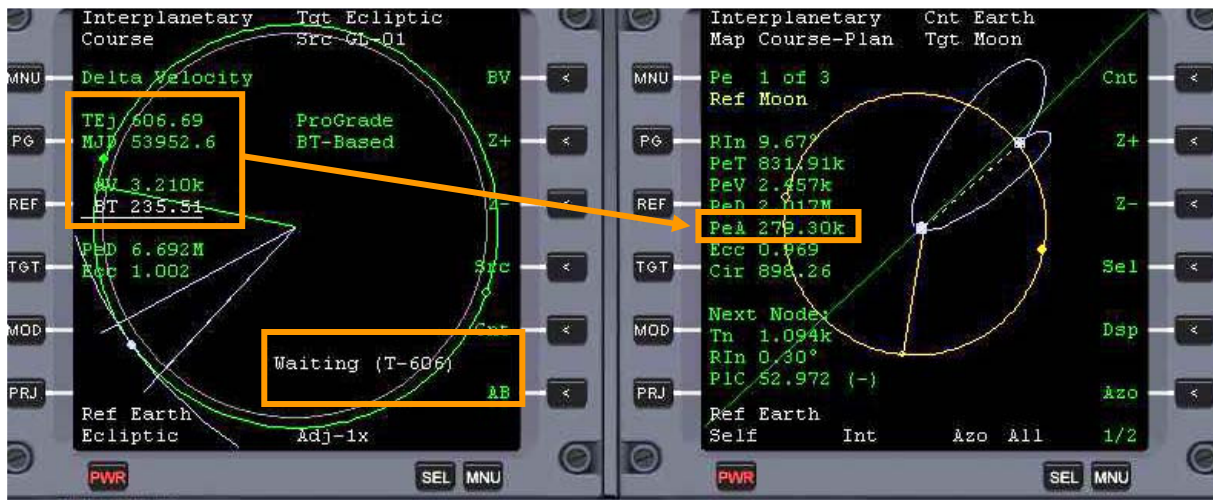 Interplanetary Tgt Ecliptic
Course Src GL-01
MNU Delta Velocity BV <
TEj 606.69 ProGrade
PG MJD 53952.6 BT-Based Z+ <
ΔV 3.210k
REF BT 235.51 Z- <
PeD 6.692M
TGT Ecc 1.002 Src <
MOD Cnt <
Waiting (T-606)
PRJ AB <
Ref Earth
Ecliptic Adj-1x
PWR SEL MNU
Interplanetary Cnt Earth
Map Course-Plan Tgt Moon
MNU Pe 1 of 3 Cnt <
Ref Moon
PG RIn 9.67° Z+ <
PeT 831.91k
PeV 2.457k
REF PeD 2.017M Z- <
PeA 279.30k
Ecc 0.969
TGT Cir 898.26 Sel <
Next Node:
MOD Tn 1.094k Dsp <
RIn 0.30°
PRJ PlC 52.972 (-) Azo <
Ref Earth
Self Int Azo All 1/2
PWR SEL MNU